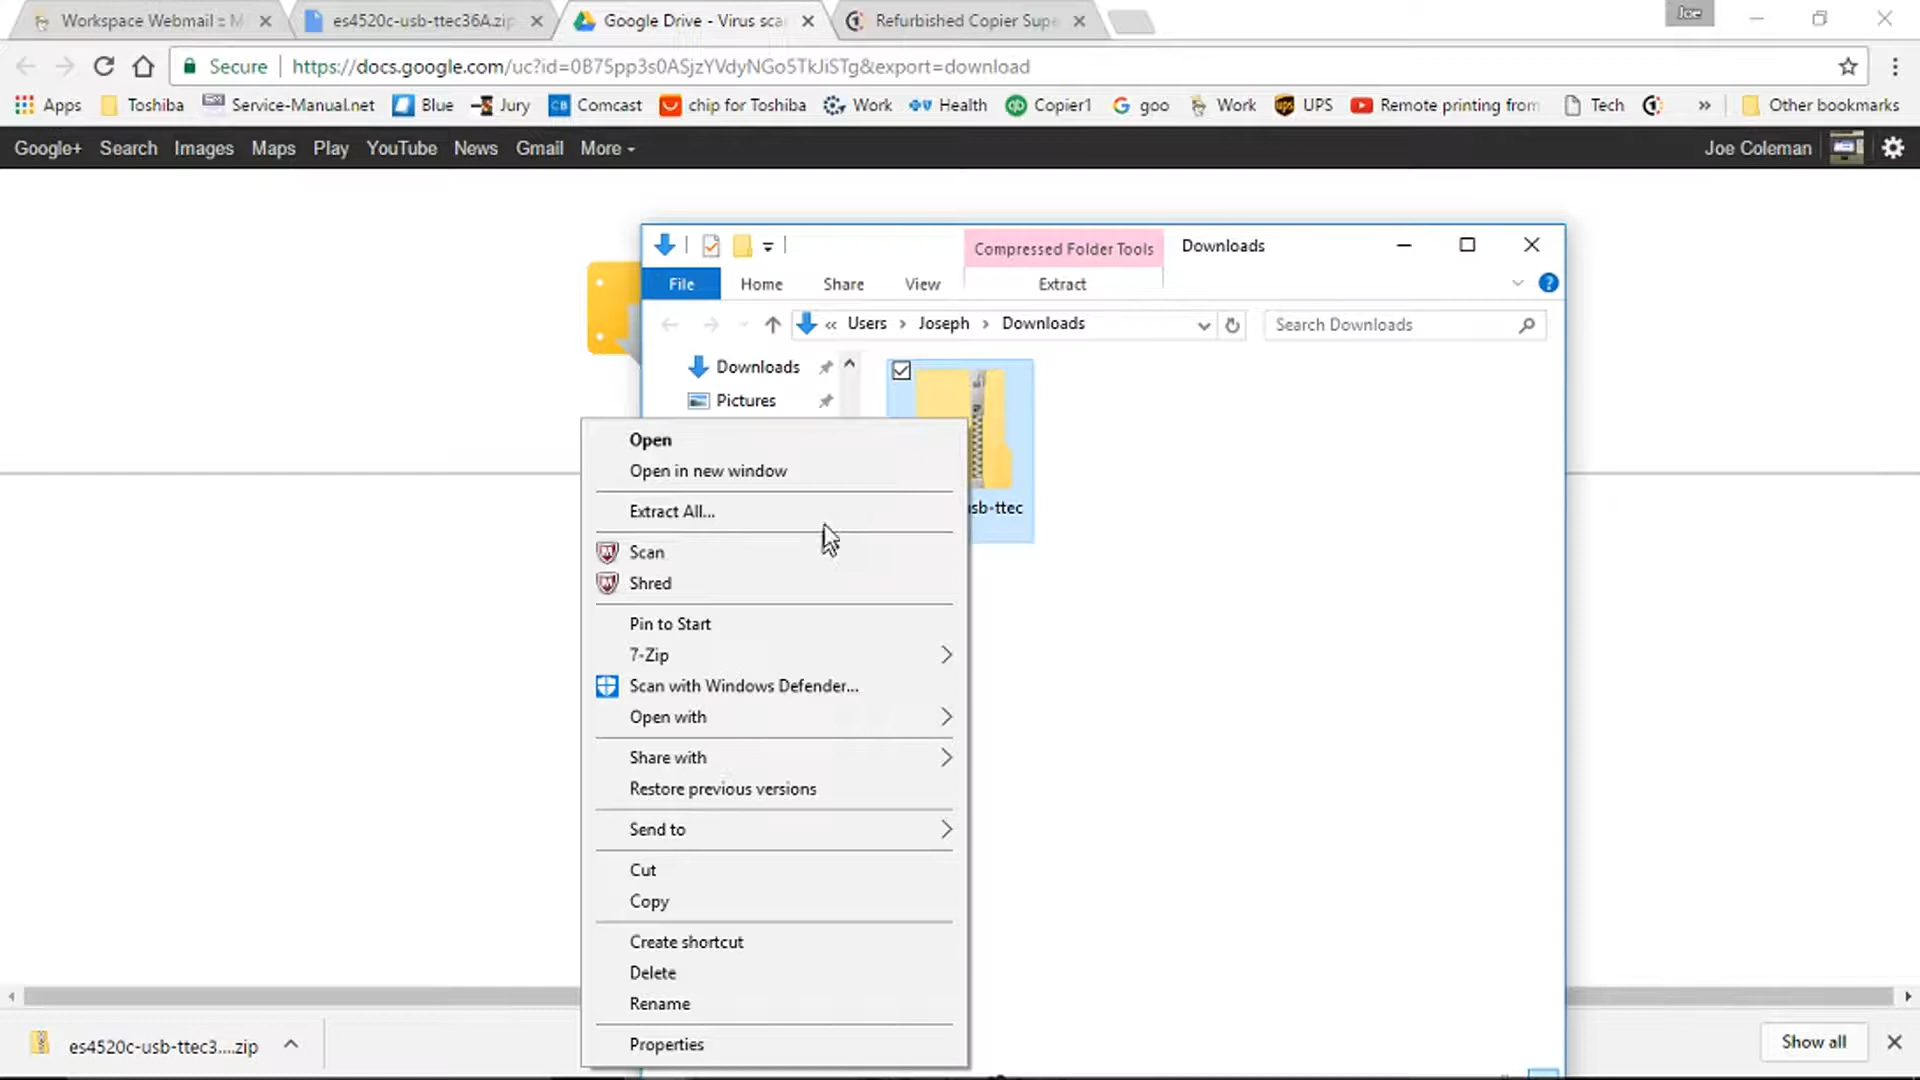 Workspace Webmail :: M
es4520c-usb-ttec36A.zip
Google Drive - Virus sca
Refurbished Copier Supe
Joe
Secure
https://docs.google.com/uc?id=0B75pp3s0ASjzYVdyNGo5TkJiSTg&export=download
Apps Toshiba Service-Manual.net Blue Jury Comcast chip for Toshiba Work Health Copier1 goo Work UPS Remote printing from Tech » Other bookmarks
Google+ Search Images Maps Play YouTube News Gmail More
Joe Coleman
Compressed Folder Tools
Downloads
File Home Share View Extract
« Users > Joseph > Downloads
Search Downloads
Downloads
Pictures
usb-ttec
Open
Open in new window
Extract All...
Scan
Shred
Pin to Start
7-Zip
Scan with Windows Defender...
Open with
Share with
Restore previous versions
Send to
Cut
Copy
Create shortcut
Delete
Rename
Properties
es4520c-usb-ttec3....zip
Show all